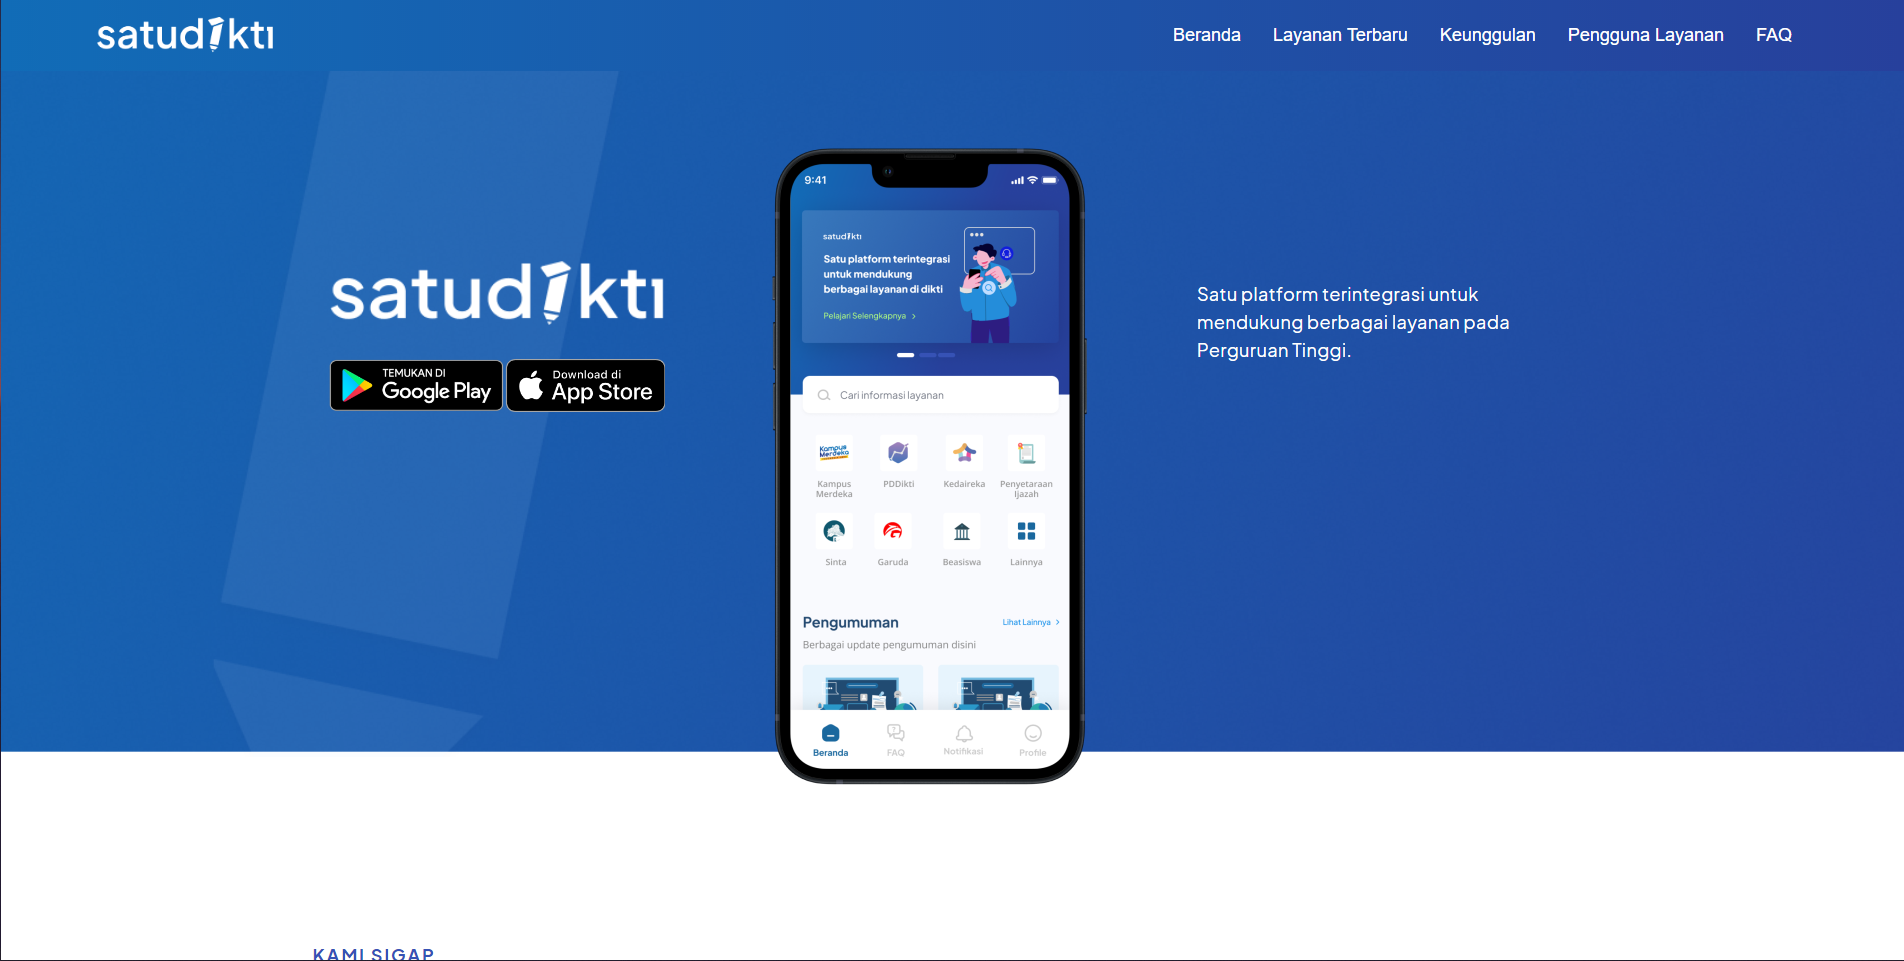 satudikti
Beranda
Layanan Terbaru
Keunggulan
Pengguna Layanan
FAQ
satudikti
TEMUKAN DI
Google Play
Download di
App Store
9:41
satudikti
Satu platform terintegrasi
untuk mendukung
berbagai layanan di dikti
Pelajari Selengkapnya
Cari informasi layanan
Kampus
Merdeka
Kampus
Merdeka
PDDikti
Kedaireka
Penyetaraan
Ijazah
Sinta
Garuda
Beasiswa
Lainnya
Pengumuman
Lihat Lainnya
Berbagai update pengumuman disini
Beranda
FAQ
Notifikasi
Profile
Satu platform terintegrasi untuk
mendukung berbagai layanan pada
Perguruan Tinggi.
KAMI SIGAP